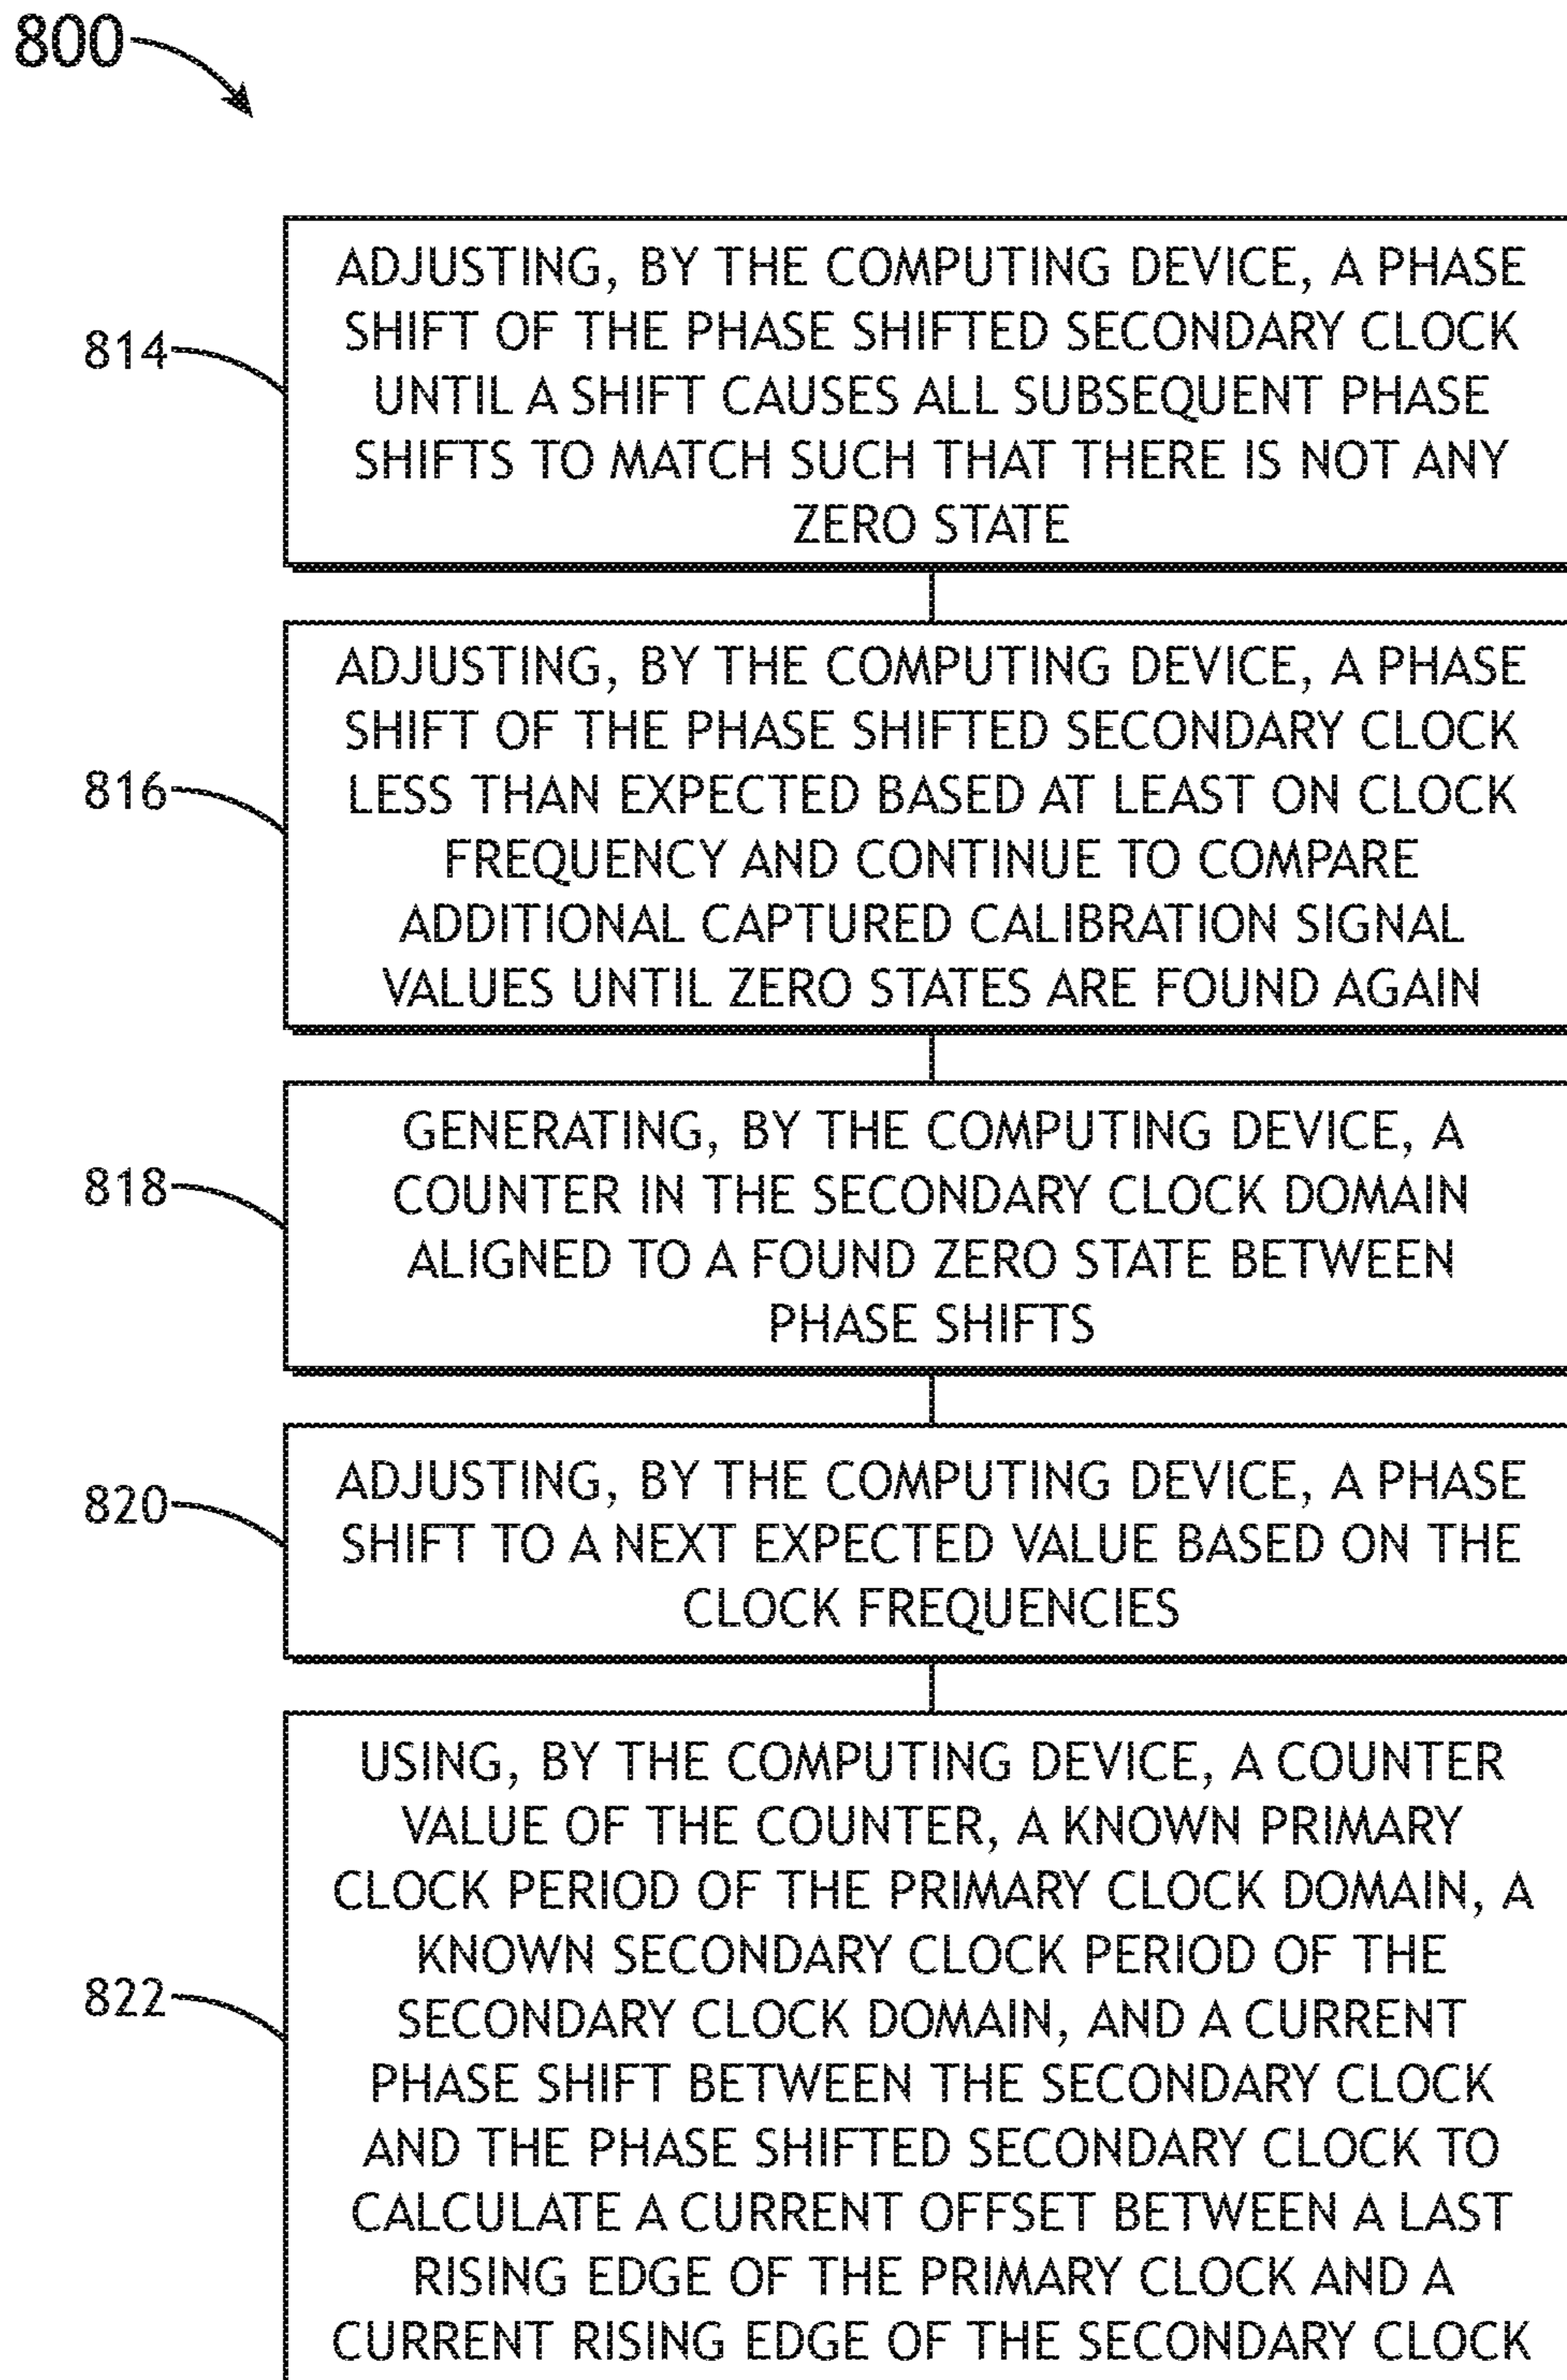 800
814
ADJUSTING, BY THE COMPUTING DEVICE, A PHASE
SHIFT OF THE PHASE SHIFTED SECONDARY CLOCK
UNTIL A SHIFT CAUSES ALL SUBSEQUENT PHASE
SHIFTS TO MATCH SUCH THAT THERE IS NOT ANY
ZERO STATE
816
ADJUSTING, BY THE COMPUTING DEVICE, A PHASE
SHIFT OF THE PHASE SHIFTED SECONDARY CLOCK
LESS THAN EXPECTED BASED AT LEAST ON CLOCK
FREQUENCY AND CONTINUE TO COMPARE
ADDITIONAL CAPTURED CALIBRATION SIGNAL
VALUES UNTIL ZERO STATES ARE FOUND AGAIN
818
GENERATING, BY THE COMPUTING DEVICE, A
COUNTER IN THE SECONDARY CLOCK DOMAIN
ALIGNED TO A FOUND ZERO STATE BETWEEN
PHASE SHIFTS
820
ADJUSTING, BY THE COMPUTING DEVICE, A PHASE
SHIFT TO A NEXT EXPECTED VALUE BASED ON THE
CLOCK FREQUENCIES
822
USING, BY THE COMPUTING DEVICE, A COUNTER
VALUE OF THE COUNTER, A KNOWN PRIMARY
CLOCK PERIOD OF THE PRIMARY CLOCK DOMAIN, A
KNOWN SECONDARY CLOCK PERIOD OF THE
SECONDARY CLOCK DOMAIN, AND A CURRENT
PHASE SHIFT BETWEEN THE SECONDARY CLOCK
AND THE PHASE SHIFTED SECONDARY CLOCK TO
CALCULATE A CURRENT OFFSET BETWEEN A LAST
RISING EDGE OF THE PRIMARY CLOCK AND A
CURRENT RISING EDGE OF THE SECONDARY CLOCK